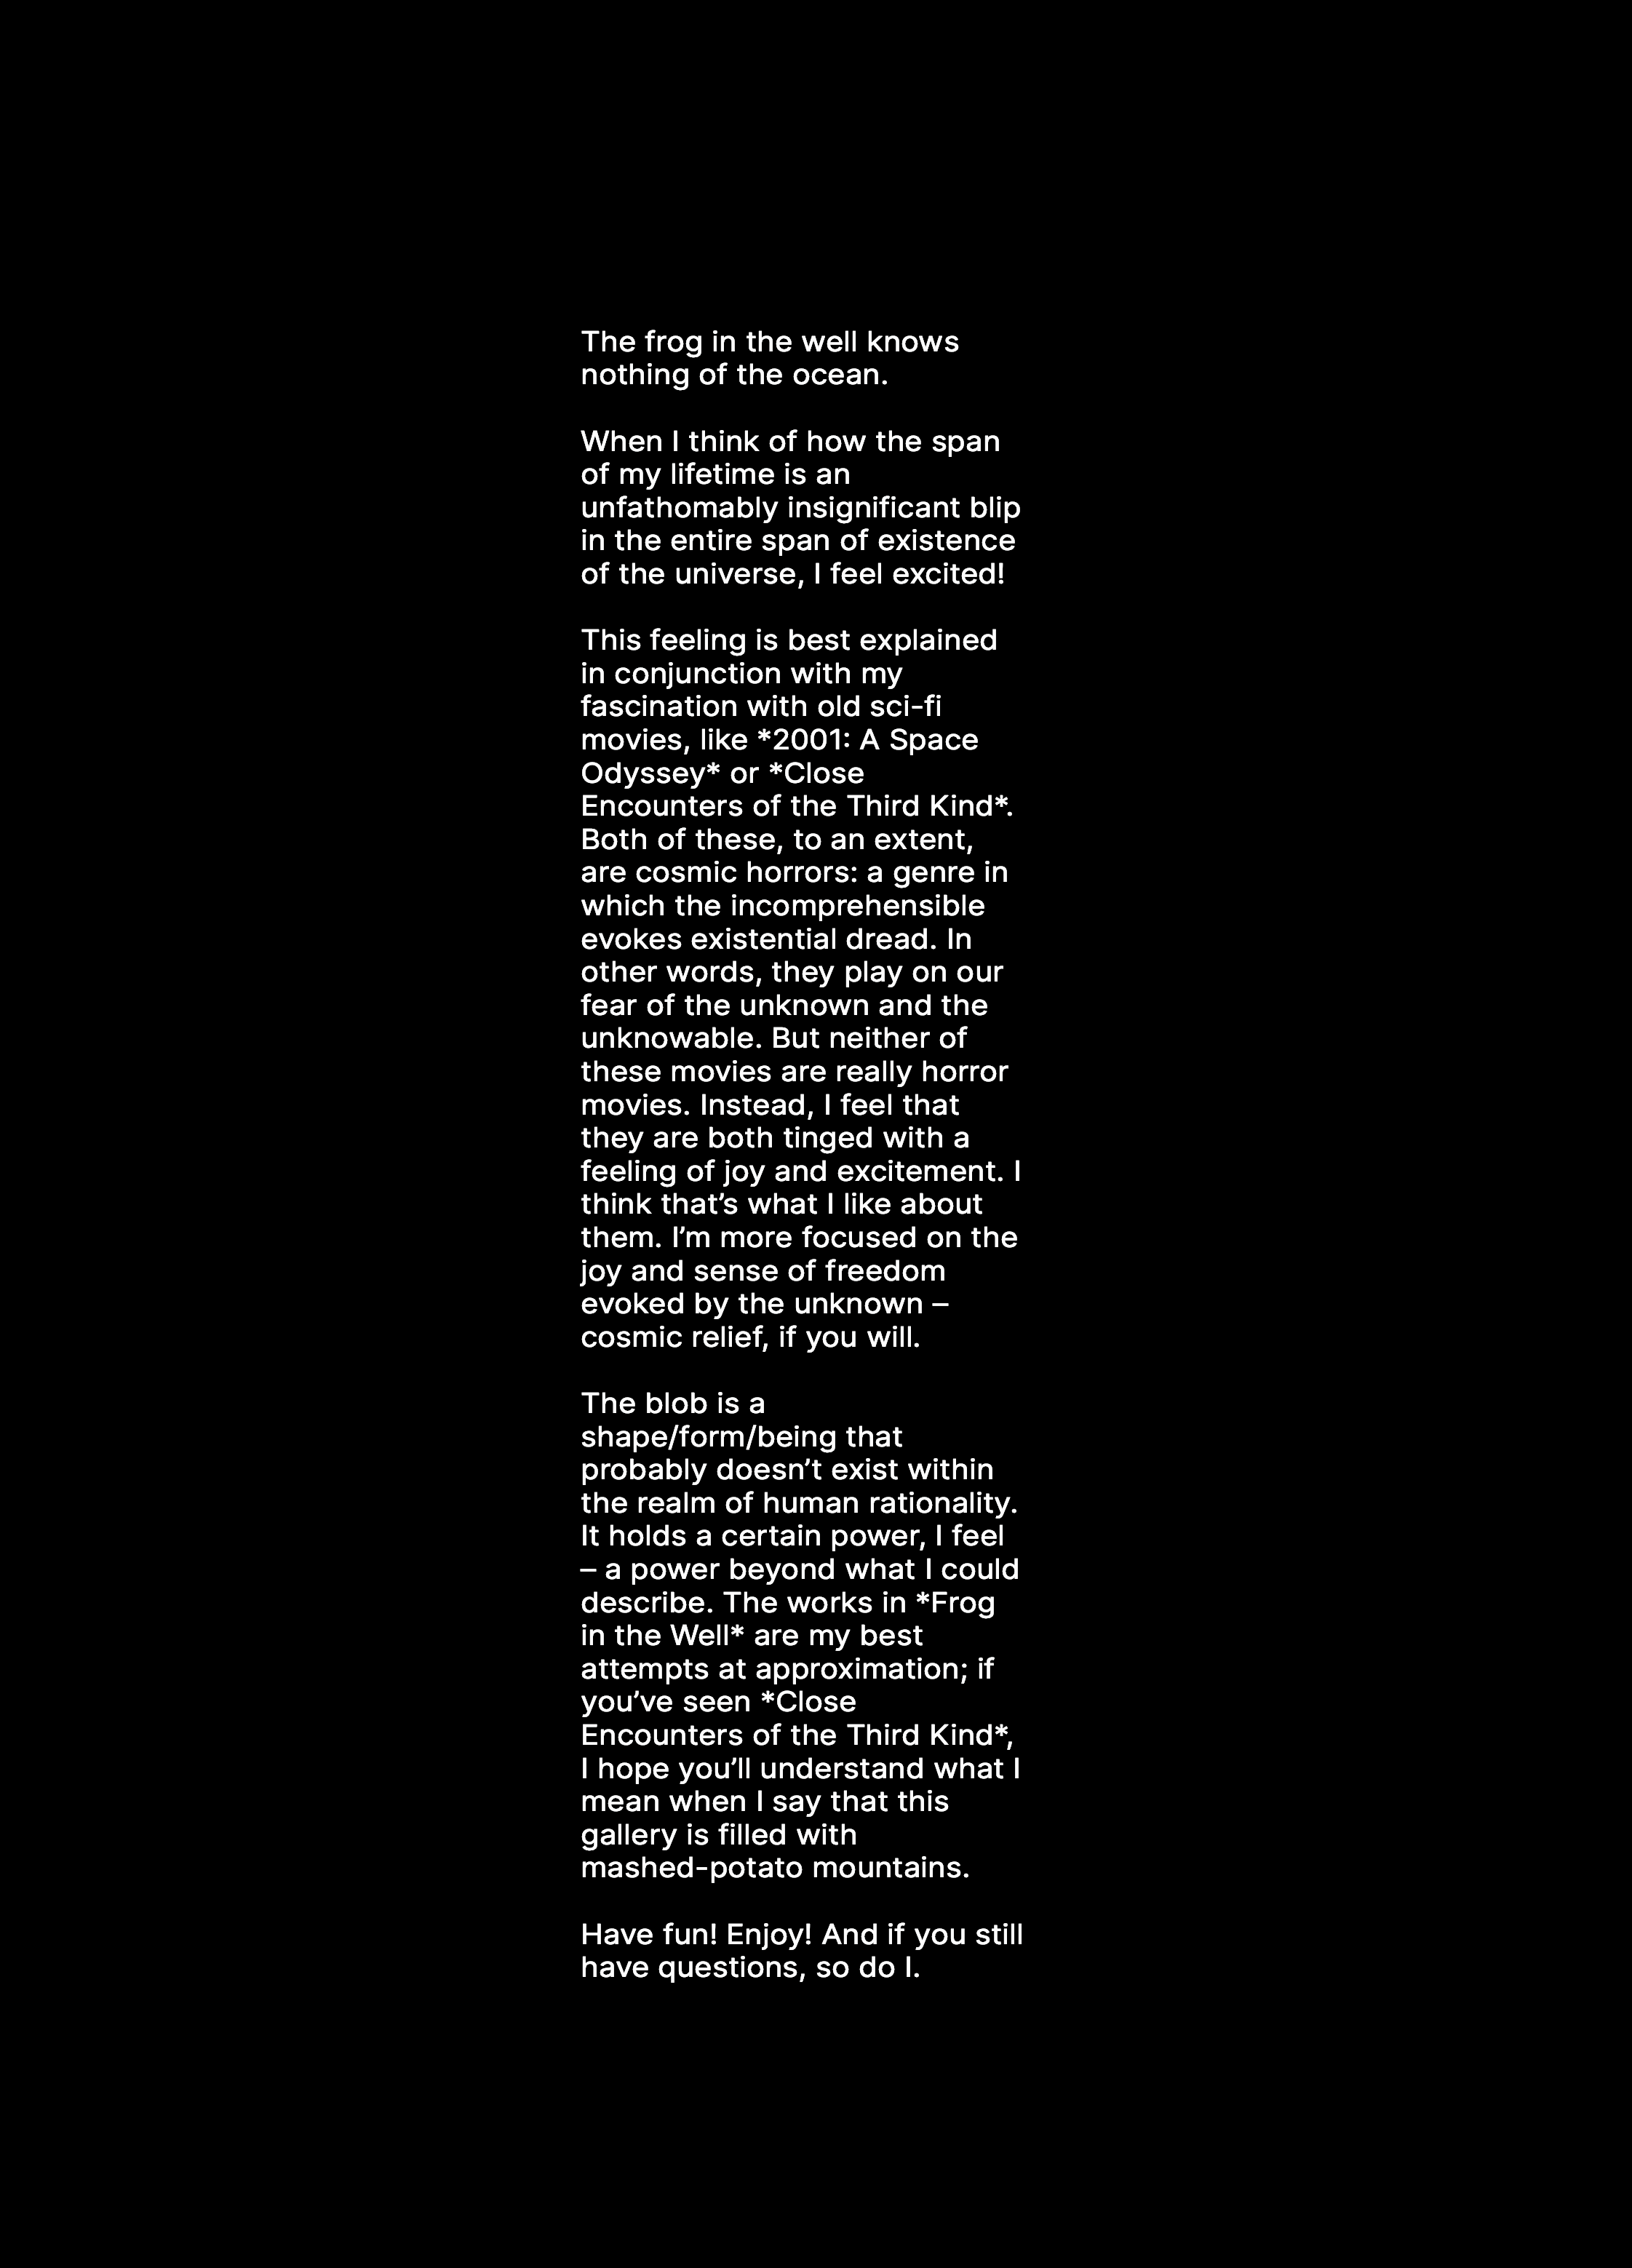 The frog in the well knows
nothing of the ocean.
When I think of how the span
of my lifetime is an
unfathomably insignificant blip
in the entire span of existence
of the universe, I feel excited!
This feeling is best explained
in conjunction with my
fascination with old sci-fi
movies, like *2001: A Space
Odyssey* or *Close
Encounters of the Third Kind*.
Both of these, to an extent,
are cosmic horrors: a genre in
which the incomprehensible
evokes existential dread. In
other words, they play on our
fear of the unknown and the
unknowable. But neither of
these movies are really horror
movies. Instead, I feel that
they are both tinged with a
feeling of joy and excitement. I
think that’s what I like about
them. I’m more focused on the
joy and sense of freedom
evoked by the unknown –
cosmic relief, if you will.
The blob is a
shape/form/being that
probably doesn’t exist within
the realm of human rationality.
It holds a certain power, I feel
– a power beyond what I could
describe. The works in *Frog
in the Well* are my best
attempts at approximation; if
you’ve seen *Close
Encounters of the Third Kind*,
I hope you’ll understand what I
mean when I say that this
gallery is filled with
mashed-potato mountains.
Have fun! Enjoy! And if you still
have questions, so do I.